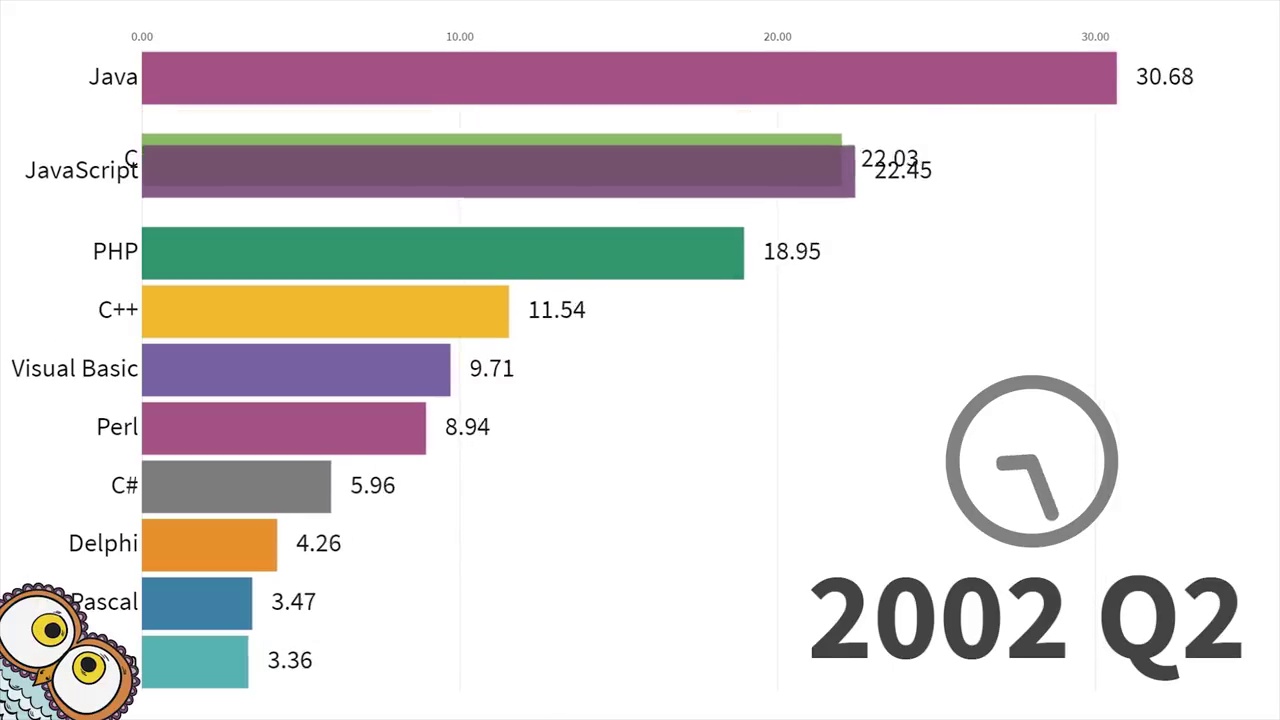 0.00 10.00 20.00 30.00
Java 30.68
C 22.03
JavaScript 22.45
PHP 18.95
C++ 11.54
Visual Basic 9.71
Perl 8.94
C# 5.96
Delphi 4.26
Pascal 3.47
3.36
2002 Q2